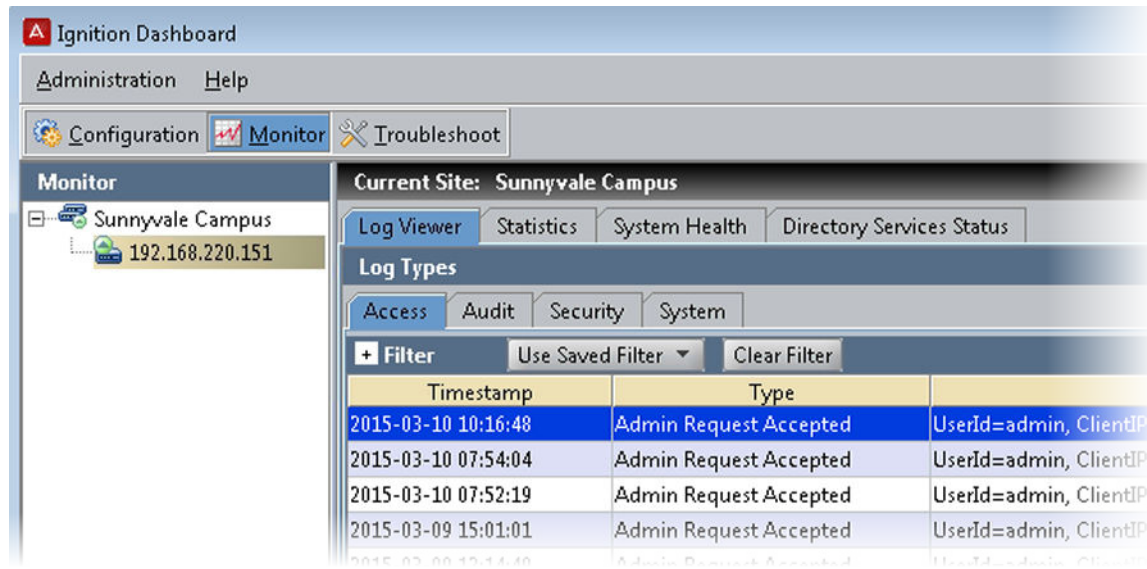 Ignition Dashboard
Administration Help
Configuration Monitor Troubleshoot
Monitor
Sunnyvale Campus
192.168.220.151
Current Site: Sunnyvale Campus
Log Viewer Statistics System Health Directory Services Status
Log Types
Access Audit Security System
+ Filter Use Saved Filter Clear Filter
Timestamp Type
2015-03-10 10:16:48 Admin Request Accepted UserId=admin, ClientIP
2015-03-10 07:54:04 Admin Request Accepted UserId=admin, ClientIP
2015-03-10 07:52:19 Admin Request Accepted UserId=admin, ClientIP
2015-03-09 15:01:01 Admin Request Accepted UserId=admin, ClientIP